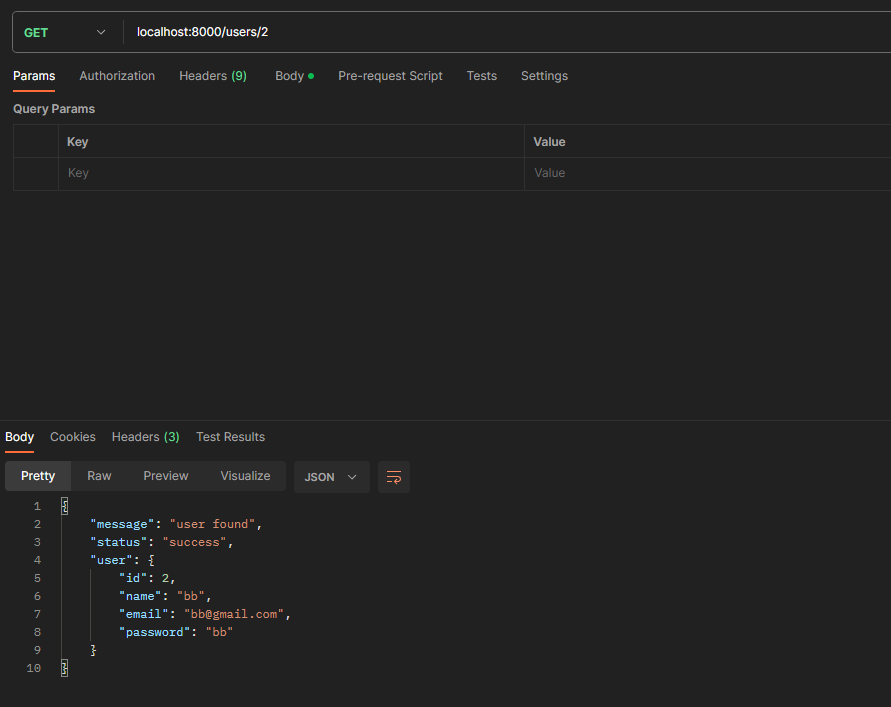 GET localhost:8000/users/2
Params Authorization Headers (9) Body Pre-request Script Tests Settings
Query Params
Key Value
Key Value
Body Cookies Headers (3) Test Results
Pretty Raw Preview Visualize JSON
1 {
2 "message": "user found",
3 "status": "success",
4 "user": {
5 "id": 2,
6 "name": "bb",
7 "email": "bb@gmail.com",
8 "password": "bb"
9 }
10 }